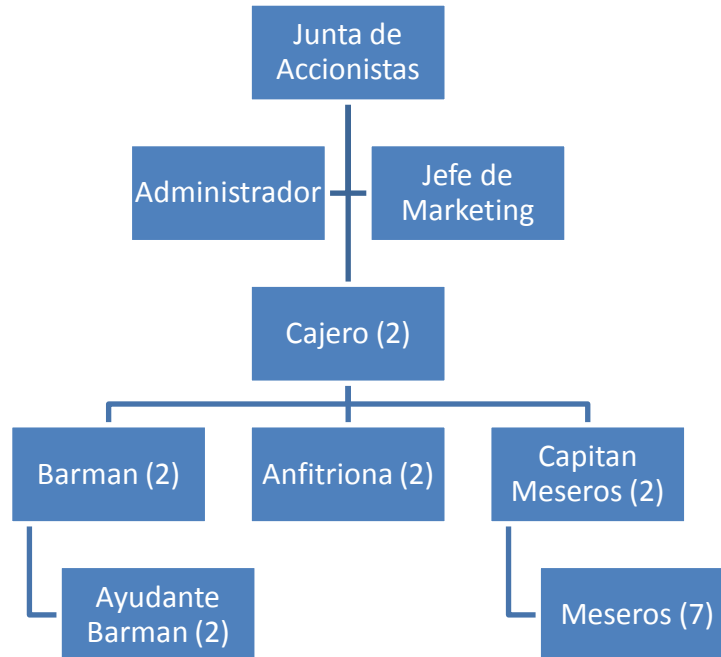 Junta de
Accionistas
Administrador
Jefe de
Marketing
Cajero (2)
Barman (2)
Anfitriona (2)
Capitan
Meseros (2)
Ayudante
Barman (2)
Meseros (7)